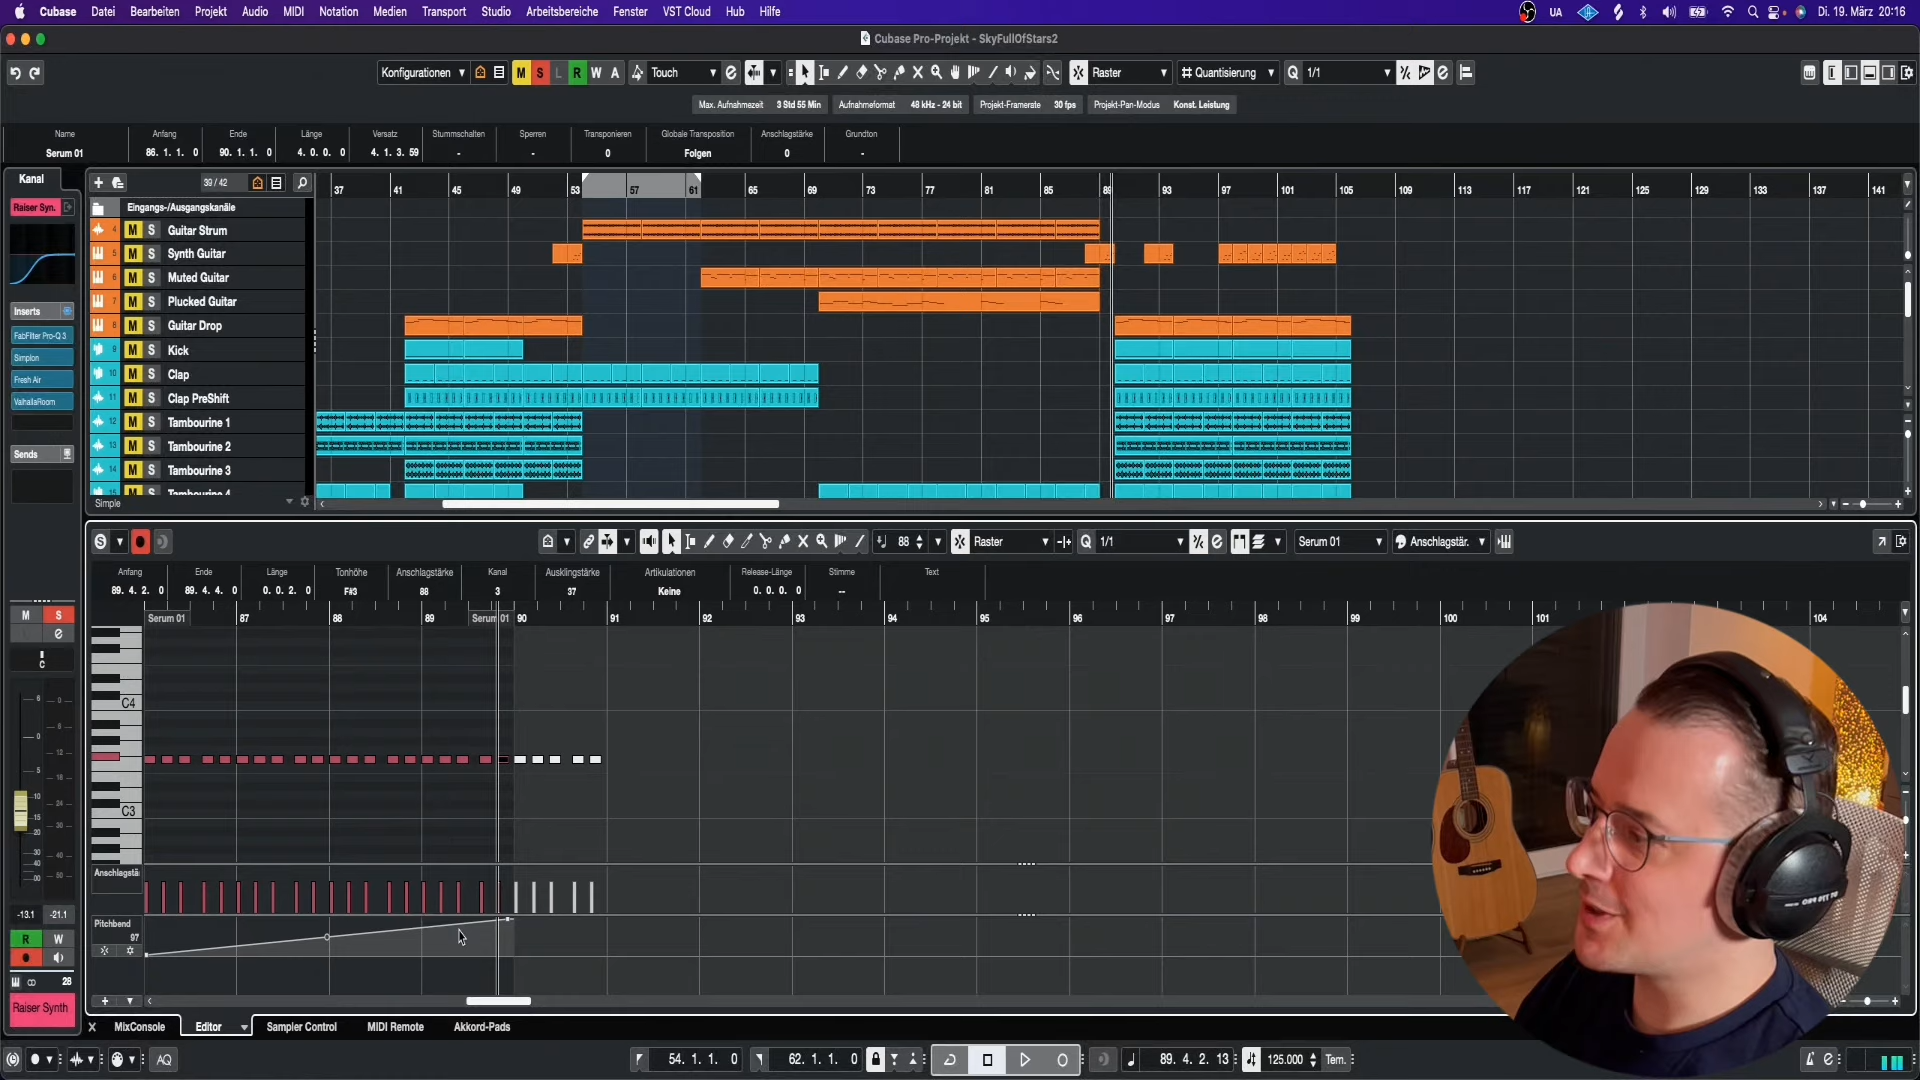 Cubase Datei Bearbeiten Projekt Audio MIDI Notation Medien Transport Studio Arbeitsbereiche Fenster VST Cloud Hub Hilfe
UA
Di. 19. März 20:16
Cubase Pro-Projekt - SkyFullOfStars2
Konfigurationen
M S L R W A
Touch
Raster
Quantisierung
Q 1/1
Max. Aufnahmezeit 3 Std 55 Min
Aufnahmeformat 48 kHz - 24 bit
Projekt-Framerate 30 fps
Projekt-Pan-Modus Konst. Leistung
Name Anfang Ende Länge Versatz Stummschalten Sperren Transponieren Globale Transposition Anschlagstärke Grundton
Serum 01 86. 1. 1. 0 90. 1. 1. 0 4. 0. 0. 0 4. 1. 3. 59 - - 0 Folgen 0 -
Kanal
39 / 42
37 41 45 49 53 57 61 65 69 73 77 81 85 89 93 97 101 105 109 113 117 121 125 129 133 137 141
Raiser Syn.
Eingangs-/Ausgangskanäle
4 M S Guitar Strum
5 M S Synth Guitar
6 M S Muted Guitar
7 M S Plucked Guitar
8 M S Guitar Drop
9 M S Kick
10 M S Clap
11 M S Clap PreShift
12 M S Tambourine 1
13 M S Tambourine 2
14 M S Tambourine 3
M S Tambourine 4
Simple
Inserts
FabFilter Pro-Q 3
Simplon
Fresh Air
ValhallaRoom
Sends
S
88
Raster
Q 1/1
Serum 01
Anschlagstär.
Anfang Ende Länge Tonhöhe Anschlagstärke Kanal Ausklingstärke Artikulationen Release-Länge Stimme Text
89. 4. 2. 0 89. 4. 4. 0 0. 0. 2. 0 F#3 88 3 37 Keine 0. 0. 0. 0 --
Serum 01 87 88 89 Serum 01 90 91 92 93 94 95 96 97 98 99 100 101 104
C4
C3
Anschlagstä
Pitchbend
97
M S
C
-13.1 -21.1
R W
28
Raiser Synth
MixConsole Editor Sampler Control MIDI Remote Akkord-Pads
AQ
54. 1. 1. 0
62. 1. 1. 0
89. 4. 2. 13
125.000
Tem.